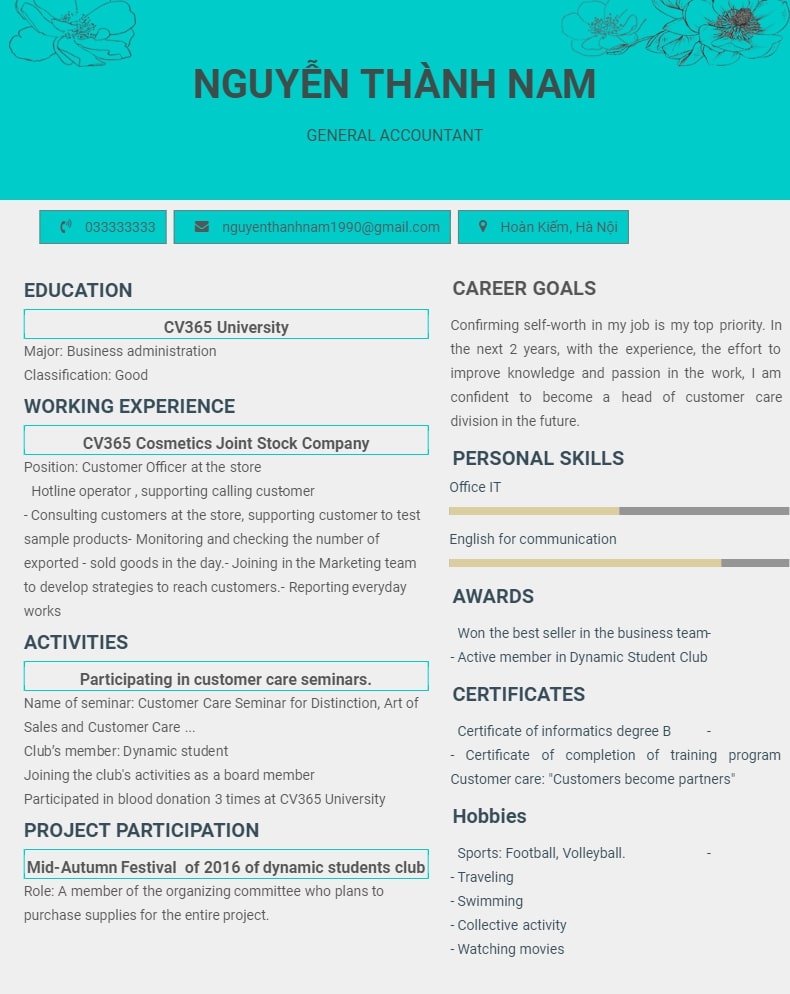 NGUYỄN THÀNH NAM
GENERAL ACCOUNTANT
033333333
nguyenthanhnam1990@gmail.com
Hoàn Kiếm, Hà Nội
EDUCATION
CV365 University
Major: Business administration
Classification: Good
WORKING EXPERIENCE
CV365 Cosmetics Joint Stock Company
Position: Customer Officer at the store
Hotline operator , supporting calling customer
- Consulting customers at the store, supporting customer to test
sample products- Monitoring and checking the number of
exported - sold goods in the day.- Joining in the Marketing team
to develop strategies to reach customers.- Reporting everyday
works
ACTIVITIES
Participating in customer care seminars.
Name of seminar: Customer Care Seminar for Distinction, Art of
Sales and Customer Care ...
Club’s member: Dynamic student
Joining the club's activities as a board member
Participated in blood donation 3 times at CV365 University
PROJECT PARTICIPATION
Mid-Autumn Festival of 2016 of dynamic students club
Role: A member of the organizing committee who plans to
purchase supplies for the entire project.
CAREER GOALS
Confirming self-worth in my job is my top priority. In
the next 2 years, with the experience, the effort to
improve knowledge and passion in the work, I am
confident to become a head of customer care
division in the future.
PERSONAL SKILLS
Office IT
English for communication
AWARDS
Won the best seller in the business team-
- Active member in Dynamic Student Club
CERTIFICATES
Certificate of informatics degree B -
- Certificate of completion of training program
Customer care: "Customers become partners"
Hobbies
Sports: Football, Volleyball. -
- Traveling
- Swimming
- Collective activity
- Watching movies